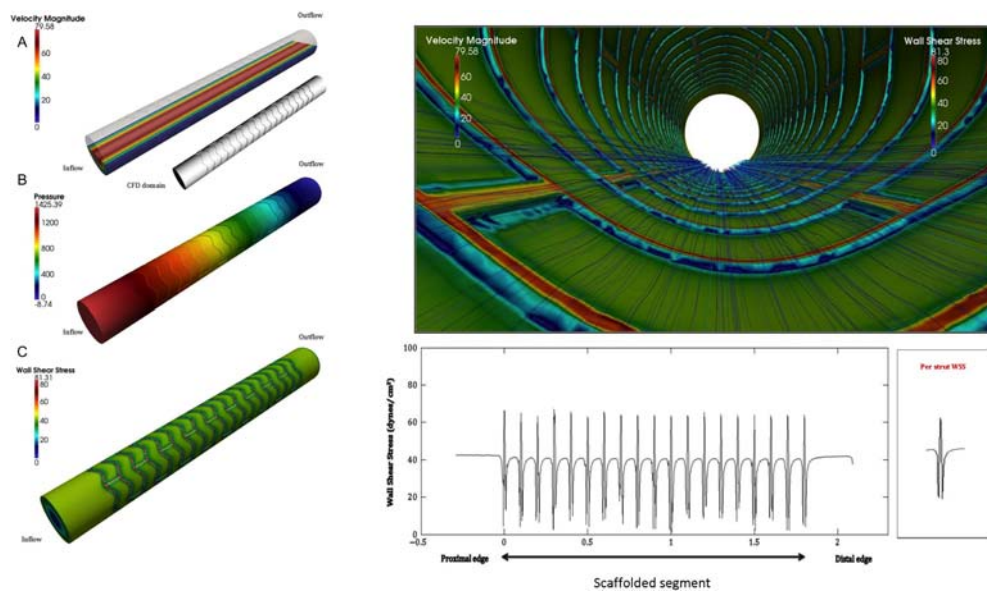 Velocity Magnitude
79.58
60
40
20
0
A
Outflow
Inflow
Outflow
CFD domain
B
Pressure
1425.39
1200
800
400
0
-8.74
Inflow
Outflow
C
Wall Shear Stress
81.31
80
60
40
20
0
Inflow
Velocity Magnitude
79.58
60
40
20
0
Wall Shear Stress
81.3
80
60
40
20
0
Wall Shear Stress (dynes/cm²)
100
80
60
40
20
0
-0.5
0
0.5
1
1.5
2
Proximal edge
Distal edge
Scaffolded segment
Per strut WSS